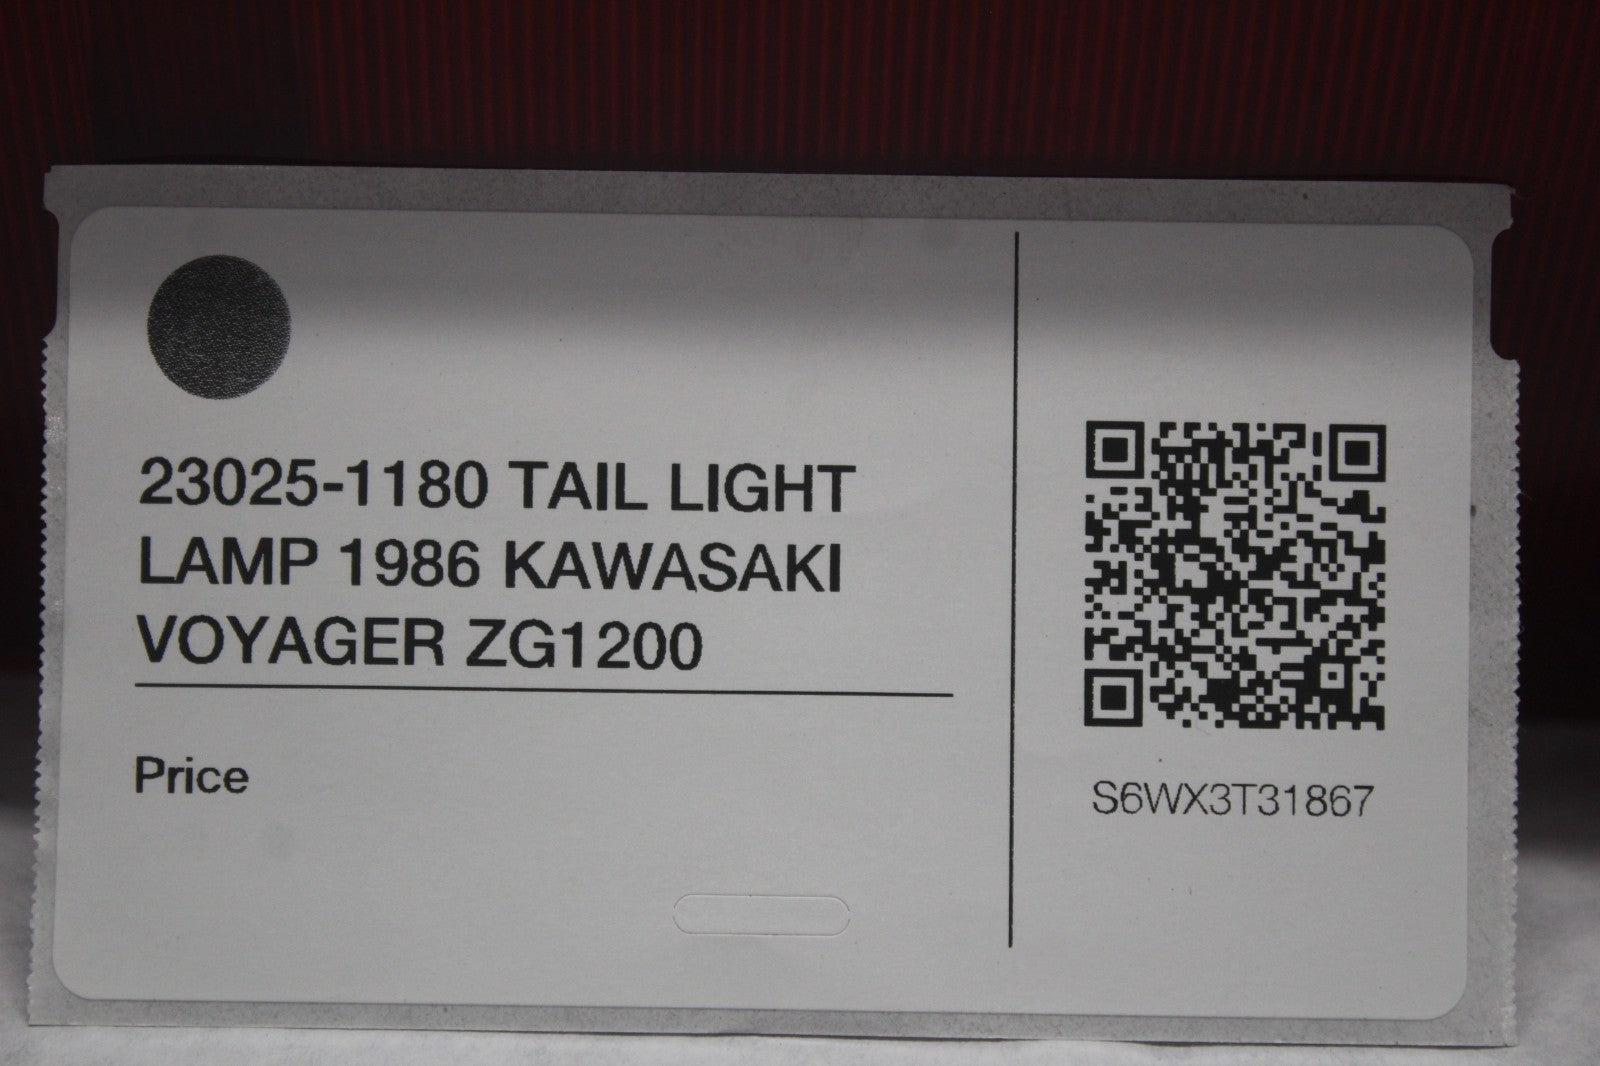 23025-1180 TAIL LIGHT
LAMP 1986 KAWASAKI
VOYAGER ZG1200
Price
S6WX3T31867